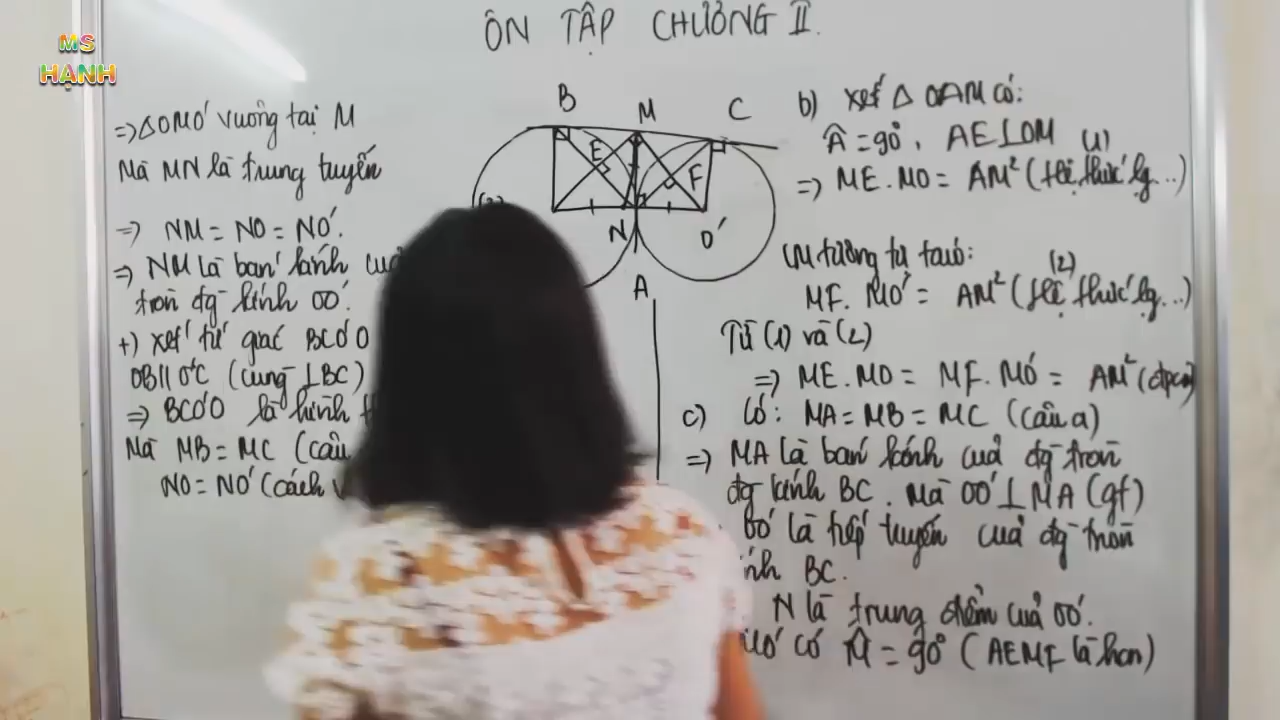 MS
HẠNH
ÔN TẬP CHƯƠNG II.
=> △OMO' vuông tại M
Mà MN là trung tuyến
=> NM = NO = NO'.
=> NM là bán kính
tròn đg kính OO'.
+) xét tứ giác BCO'O
OB // O'C (cùng ⊥ BC)
=> BCO'O là hình
Mà MB = MC (câu
NO = NO' (cách
B
M
C
E
F
N
O'
A
b) xét △ OAM có:
Â = 90°, AE ⊥ OM (1)
=> ME.MO = AM² (Hệ thức lg...)
CM tương tự ta có: (2)
MF. MO' = AM² (Hệ thức lg...)
Từ (1) và (2)
=> ME.MO = MF.MO' = AM² (đpcm)
c) Có: MA = MB = MC (câu a)
=> MA là bán kính của đg tròn
đg kính BC. Mà OO' ⊥ MA (gt)
OO' là tiếp tuyến của đg tròn
BC.
N là trung điểm của OO'.
có M̂ = 90° (AEMF là hcn)